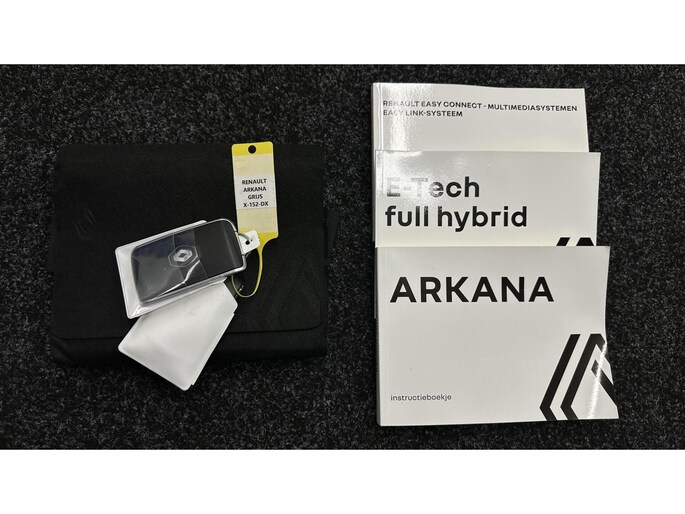 RENAULT
ARKANA
GRIJS
X-152-DX
RENAULT EASY CONNECT - MULTIMEDIASYSTEMEN
EASY LINK-SYSTEEM
E-Tech
full hybrid
ARKANA
instructieboekje